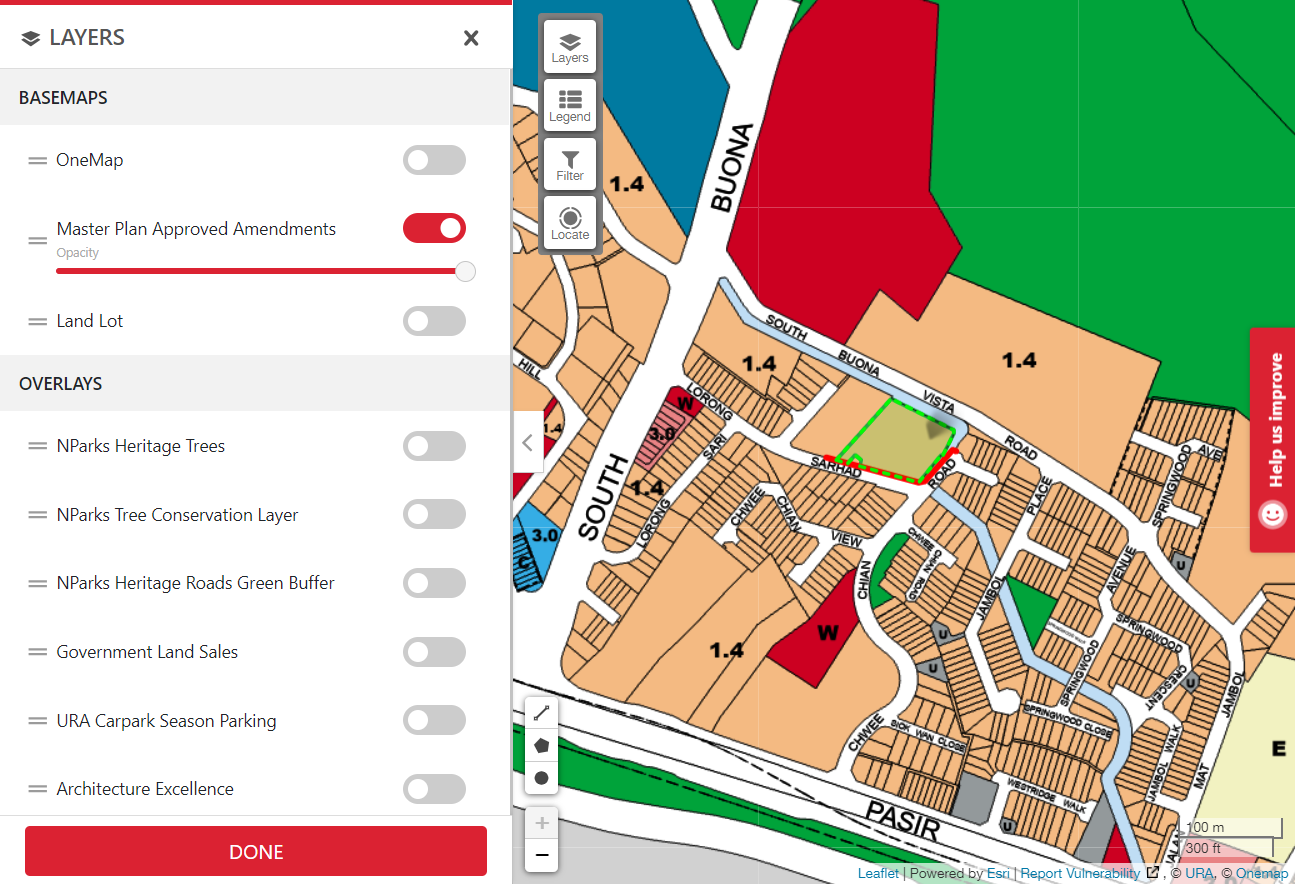 LAYERS
BASEMAPS
OneMap
Master Plan Approved Amendments
Opacity
Land Lot
OVERLAYS
NParks Heritage Trees
NParks Tree Conservation Layer
NParks Heritage Roads Green Buffer
Government Land Sales
URA Carpark Season Parking
Architecture Excellence
DONE
Layers
Legend
Filter
Locate
BUONA
1.4
SOUTH
BUONA
VISTA
ROAD
1.4
1.4
HILL
LORONG
W
1.4
3.0
SARI
SARHAD
ROAD
AVE
SPRINGWOOD
PLACE
SOUTH
1.4
LORONG
CHWEE
CHIAN
VIEW
3.0
C
CHWEE CHIAN ROAD
U
AVENUE
CHIAN
JAMBOL
W
U
SPRINGWOOD WALK
SPRINGWOOD
1.4
U
SPRINGWOOD
CRESCENT
U
JAMBOL
SPRINGWOOD CLOSE
CHWEE
SICK WAN CLOSE
JAMBOL WALK
MAT
E
WESTRIDGE WALK
U
PASIR
JALAN
Help us improve
+
−
100 m
300 ft
Leaflet | Powered by Esri | Report Vulnerability , © URA, © Onemap